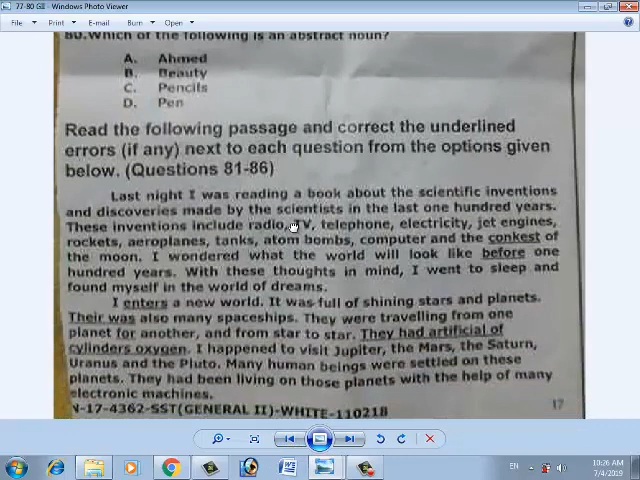 77-80 GII - Windows Photo Viewer
File Print E-mail Burn Open
80.Which of the following is an abstract noun?
A. Ahmed
B. Beauty
C. Pencils
D. Pen
Read the following passage and correct the underlined
errors (if any) next to each question from the options given
below. (Questions 81-86)
Last night I was reading a book about the scientific inventions
and discoveries made by the scientists in the last one hundred years.
These inventions include radio, TV, telephone, electricity, jet engines,
rockets, aeroplanes, tanks, atom bombs, computer and the conkest of
the moon. I wondered what the world will look like before one
hundred years. With these thoughts in mind, I went to sleep and
found myself in the world of dreams.
I enters a new world. It was full of shining stars and planets.
Their was also many spaceships. They were travelling from one
planet for another, and from star to star. They had artificial of
cylinders oxygen. I happened to visit Jupiter, the Mars, the Saturn,
Uranus and the Pluto. Many human beings were settled on these
planets. They had been living on those planets with the help of many
electronic machines.
N-17-4362-SST(GENERAL II)-WHITE-110218
17
EN
10:26 AM
7/4/2019